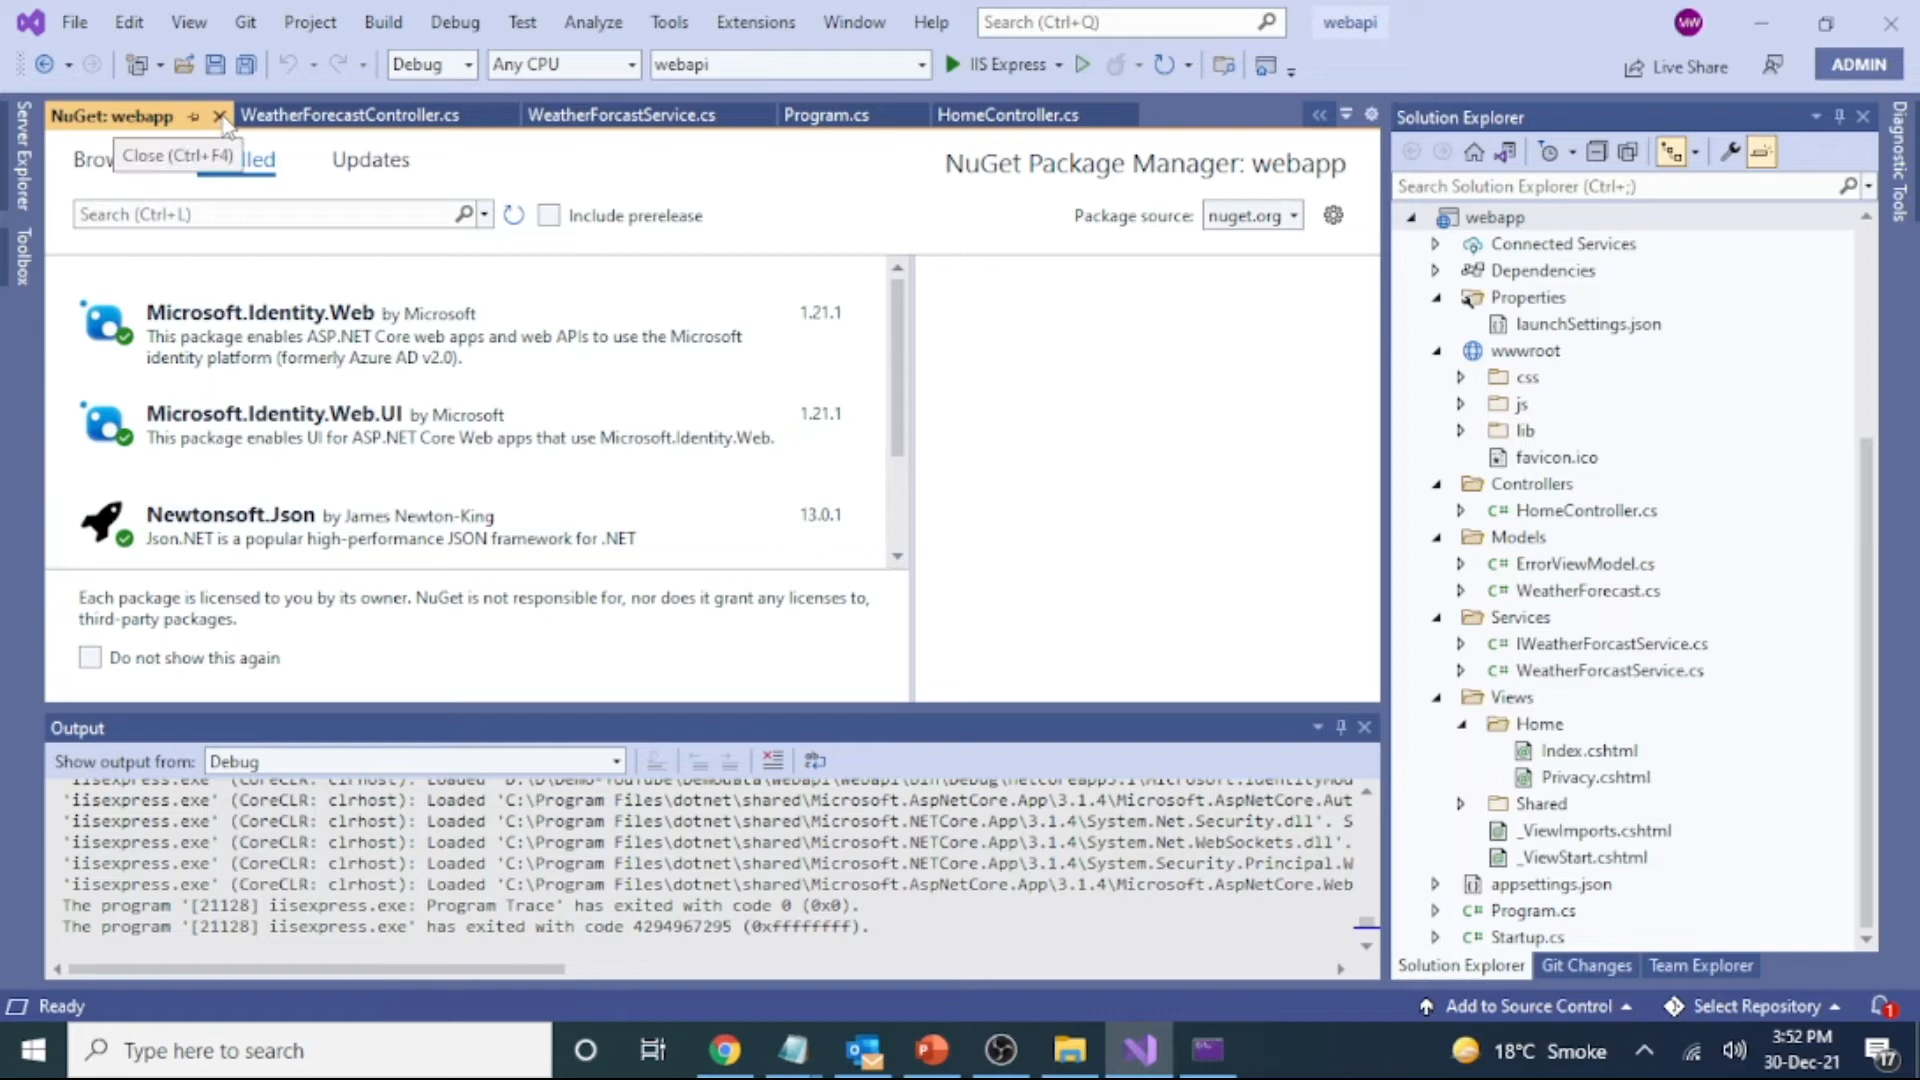 File Edit View Git Project Build Debug Test Analyze Tools Extensions Window Help Search (Ctrl+Q) webapi MW
Debug Any CPU webapi IIS Express Live Share ADMIN
Server Explorer
Toolbox
NuGet: webapp WeatherForecastController.cs WeatherForcastService.cs Program.cs HomeController.cs
Close (Ctrl+F4)
Brow lled Updates
NuGet Package Manager: webapp
Search (Ctrl+L) Include prerelease Package source: nuget.org
Microsoft.Identity.Web by Microsoft 1.21.1
This package enables ASP.NET Core web apps and web APIs to use the Microsoft
identity platform (formerly Azure AD v2.0).
Microsoft.Identity.Web.UI by Microsoft 1.21.1
This package enables UI for ASP.NET Core Web apps that use Microsoft.Identity.Web.
Newtonsoft.Json by James Newton-King 13.0.1
Json.NET is a popular high-performance JSON framework for .NET
Each package is licensed to you by its owner. NuGet is not responsible for, nor does it grant any licenses to,
third-party packages.
Do not show this again
Output
Show output from: Debug
'iisexpress.exe' (CoreCLR: clrhost): Loaded
'iisexpress.exe' (CoreCLR: clrhost): Loaded 'C:\Program Files\dotnet\shared\Microsoft.AspNetCore.App\3.1.4\Microsoft.AspNetCore.Aut
'iisexpress.exe' (CoreCLR: clrhost): Loaded 'C:\Program Files\dotnet\shared\Microsoft.NETCore.App\3.1.4\System.Net.Security.dll'. S
'iisexpress.exe' (CoreCLR: clrhost): Loaded 'C:\Program Files\dotnet\shared\Microsoft.NETCore.App\3.1.4\System.Net.WebSockets.dll'.
'iisexpress.exe' (CoreCLR: clrhost): Loaded 'C:\Program Files\dotnet\shared\Microsoft.NETCore.App\3.1.4\System.Security.Principal.W
'iisexpress.exe' (CoreCLR: clrhost): Loaded 'C:\Program Files\dotnet\shared\Microsoft.AspNetCore.App\3.1.4\Microsoft.AspNetCore.Web
The program '[21128] iisexpress.exe: Program Trace' has exited with code 0 (0x0).
The program '[21128] iisexpress.exe' has exited with code 4294967295 (0xffffffff).
Solution Explorer
Search Solution Explorer (Ctrl+;)
webapp
Connected Services
Dependencies
Properties
launchSettings.json
wwwroot
css
js
lib
favicon.ico
Controllers
C# HomeController.cs
Models
C# ErrorViewModel.cs
C# WeatherForecast.cs
Services
C# IWeatherForcastService.cs
C# WeatherForcastService.cs
Views
Home
Index.cshtml
Privacy.cshtml
Shared
_ViewImports.cshtml
_ViewStart.cshtml
appsettings.json
C# Program.cs
C# Startup.cs
Solution Explorer Git Changes Team Explorer
Diagnostic Tools
Ready Add to Source Control Select Repository 1
Type here to search 18°C Smoke 3:52 PM
30-Dec-21 17